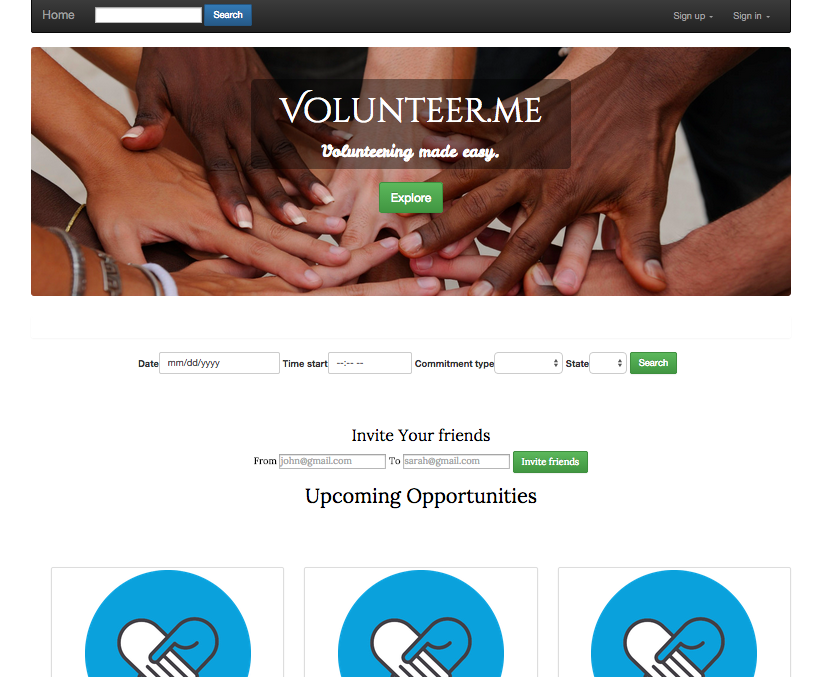 Home Search Sign up Sign in
VOLUNTEER.ME
Volunteering made easy.
Explore
Date mm/dd/yyyy Time start --:-- -- Commitment type State Search
Invite Your friends
From john@gmail.com To sarah@gmail.com Invite friends
Upcoming Opportunities